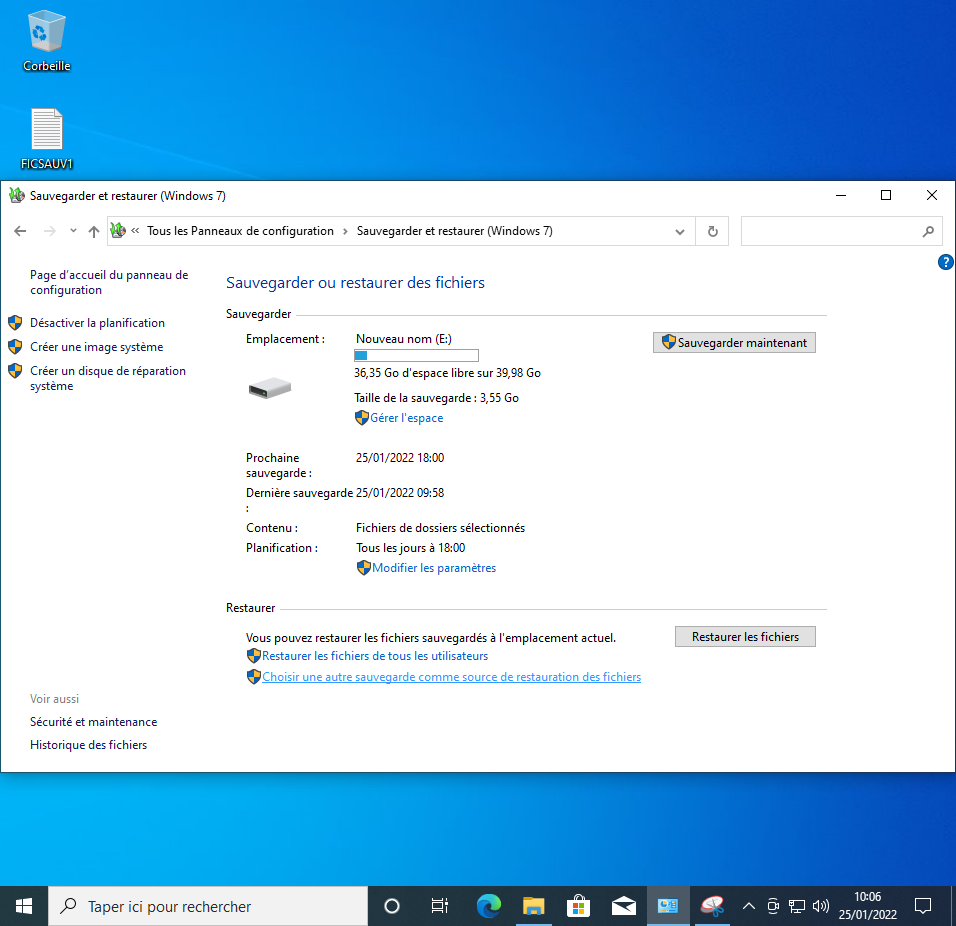 Corbeille
FICSAUV1
Sauvegarder et restaurer (Windows 7)
« Tous les Panneaux de configuration › Sauvegarder et restaurer (Windows 7)
?
Page d'accueil du panneau de
configuration
Désactiver la planification
Créer une image système
Créer un disque de réparation
système
Sauvegarder ou restaurer des fichiers
Sauvegarder
Emplacement : Nouveau nom (E:)
Sauvegarder maintenant
36,35 Go d'espace libre sur 39,98 Go
Taille de la sauvegarde : 3,55 Go
Gérer l'espace
Prochaine 25/01/2022 18:00
sauvegarde :
Dernière sauvegarde 25/01/2022 09:58
:
Contenu : Fichiers de dossiers sélectionnés
Planification : Tous les jours à 18:00
Modifier les paramètres
Restaurer
Vous pouvez restaurer les fichiers sauvegardés à l'emplacement actuel.
Restaurer les fichiers
Restaurer les fichiers de tous les utilisateurs
Choisir une autre sauvegarde comme source de restauration des fichiers
Voir aussi
Sécurité et maintenance
Historique des fichiers
Taper ici pour rechercher
10:06
25/01/2022